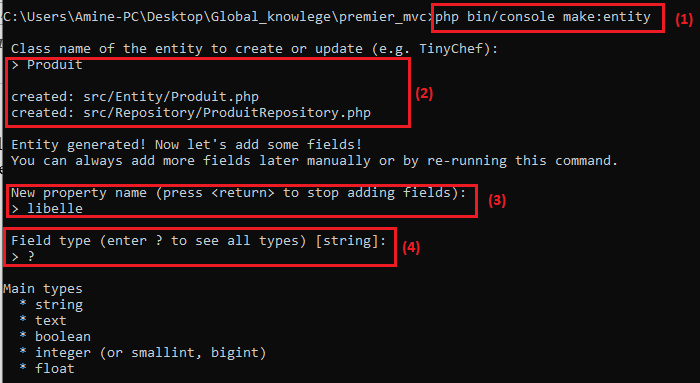 C:\Users\Amine-PC\Desktop\Global_knowlege\premier_mvc>php bin/console make:entity (1)
Class name of the entity to create or update (e.g. TinyChef):
> Produit
(2)
created: src/Entity/Produit.php
created: src/Repository/ProduitRepository.php
Entity generated! Now let's add some fields!
You can always add more fields later manually or by re-running this command.
New property name (press <return> to stop adding fields):
> libelle (3)
Field type (enter ? to see all types) [string]:
> ? (4)
Main types
* string
* text
* boolean
* integer (or smallint, bigint)
* float